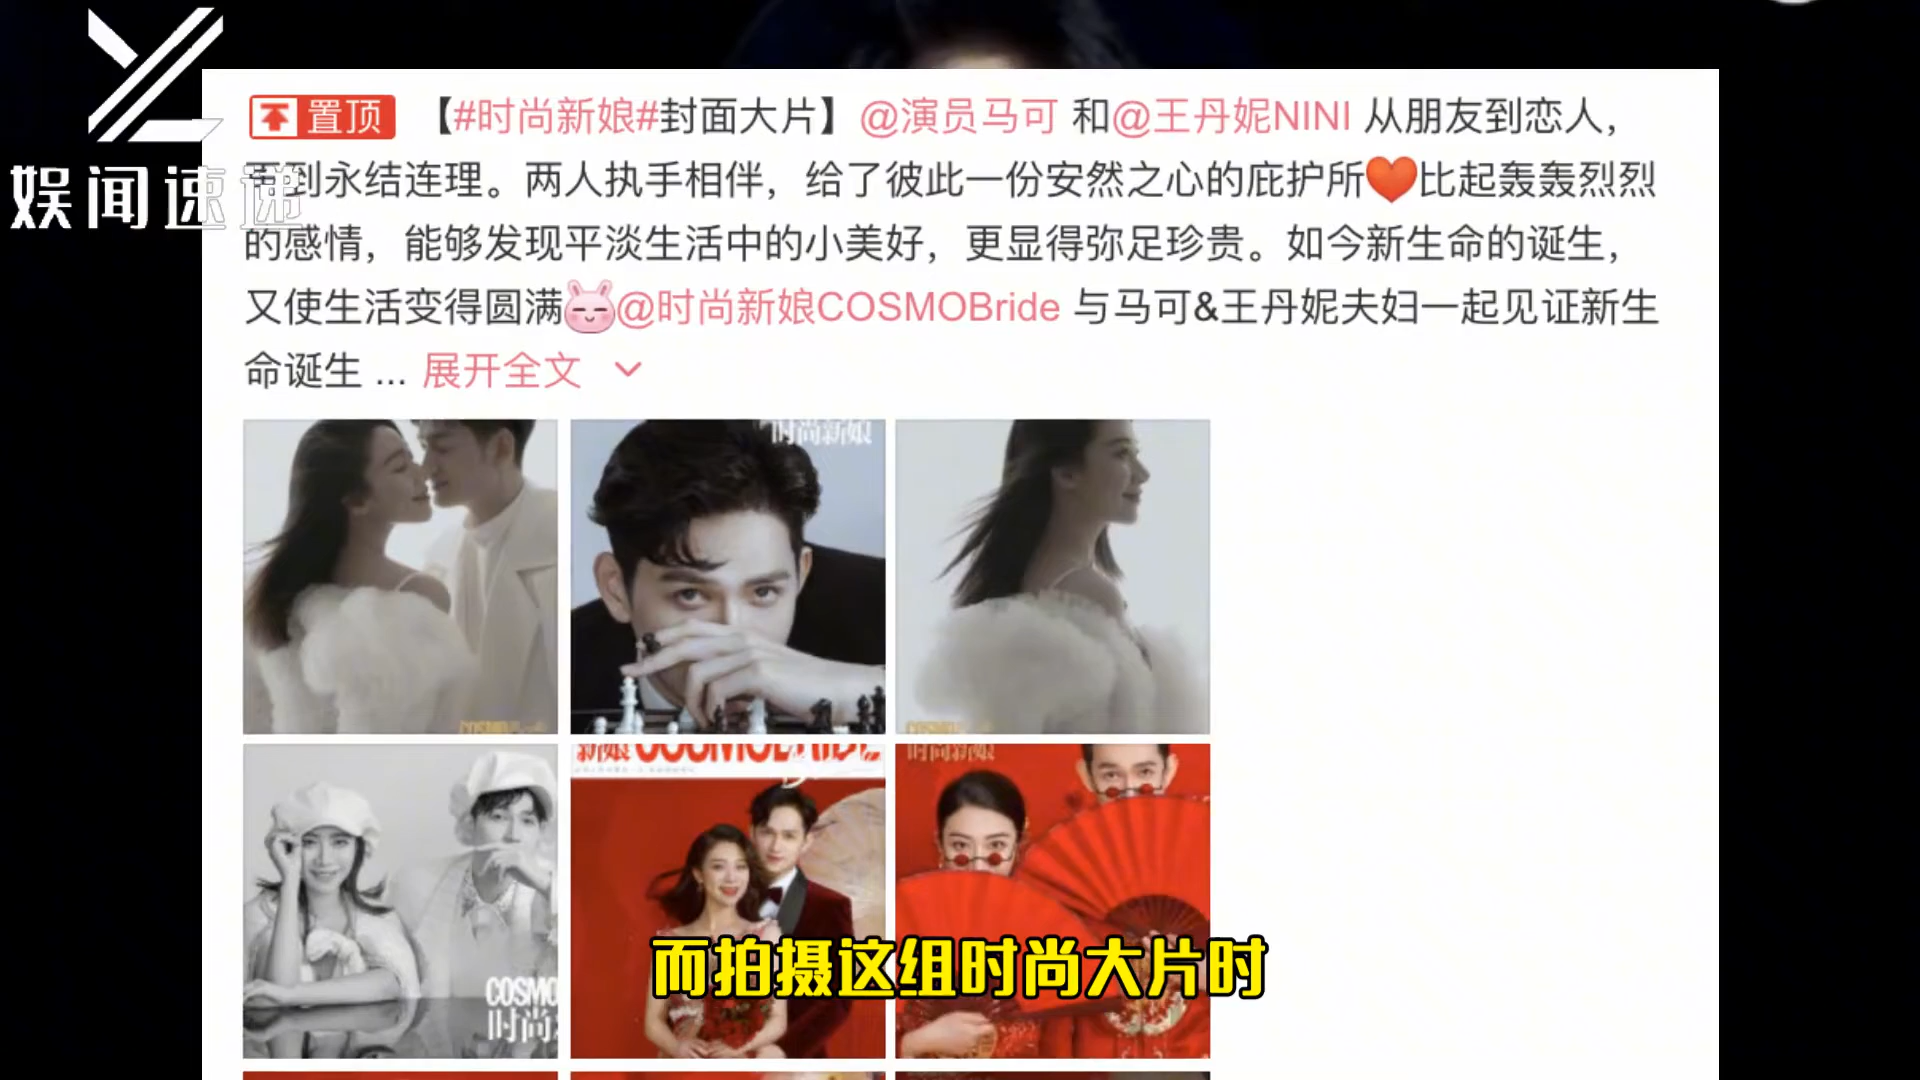 娱闻速递
置顶 【#时尚新娘#封面大片】@演员马可 和@王丹妮NINI 从朋友到恋人，
到永结连理。两人执手相伴，给了彼此一份安然之心的庇护所❤️比起轰轰烈烈
的感情，能够发现平淡生活中的小美好，更显得弥足珍贵。如今新生命的诞生，
又使生活变得圆满@时尚新娘COSMOBride 与马可&王丹妮夫妇一起见证新生
命诞生 ... 展开全文
时尚新娘
COSMO
COSMO
新娘 COSMOBRIDE
时尚新娘
COSMO
时尚
而拍摄这组时尚大片时